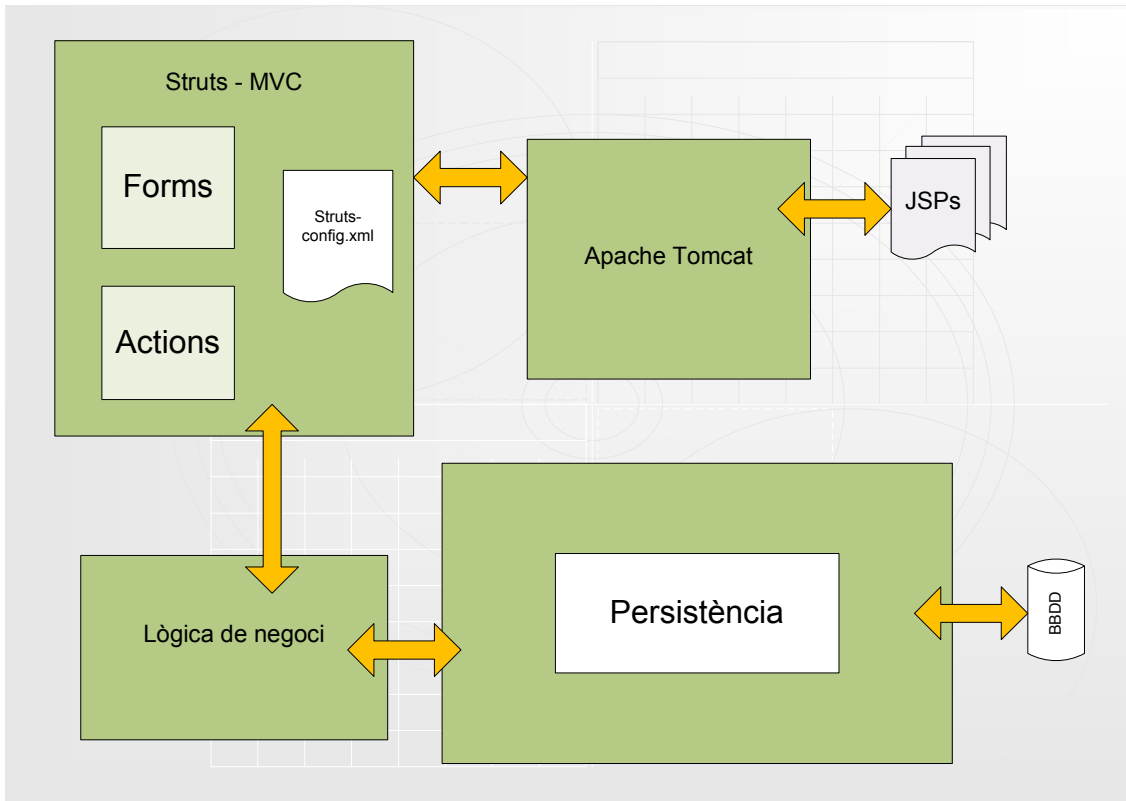 Struts - MVC
Forms
Struts-
config.xml
Actions
Apache Tomcat
JSPs
Lògica de negoci
Persistència
BBDD